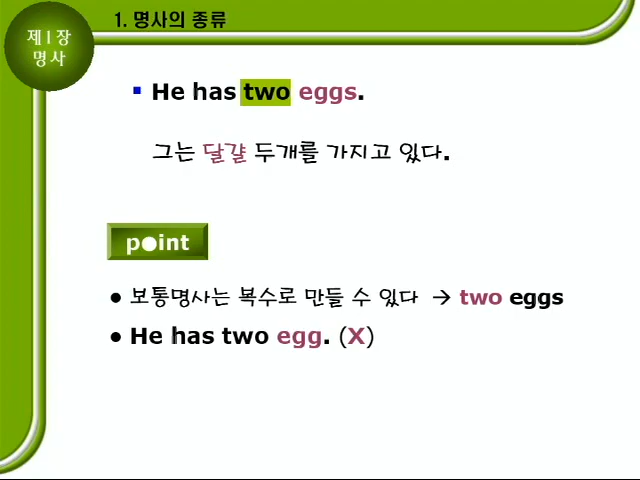 제1장
명사
1. 명사의 종류
▪ He has two eggs.
그는 달걀 두개를 가지고 있다.
point
● 보통명사는 복수로 만들 수 있다 → two eggs
● He has two egg. (X)